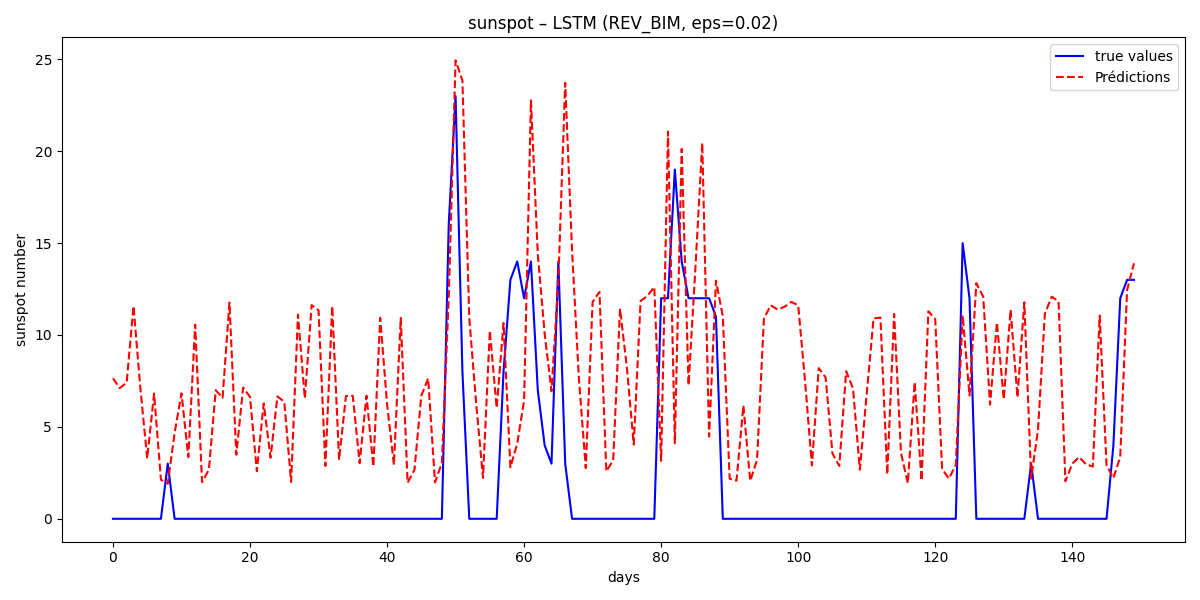 sunspot – LSTM (REV_BIM, eps=0.02)
true values
Prédictions
sunspot number
25
20
15
10
5
0
0 20 40 60 80 100 120 140
days